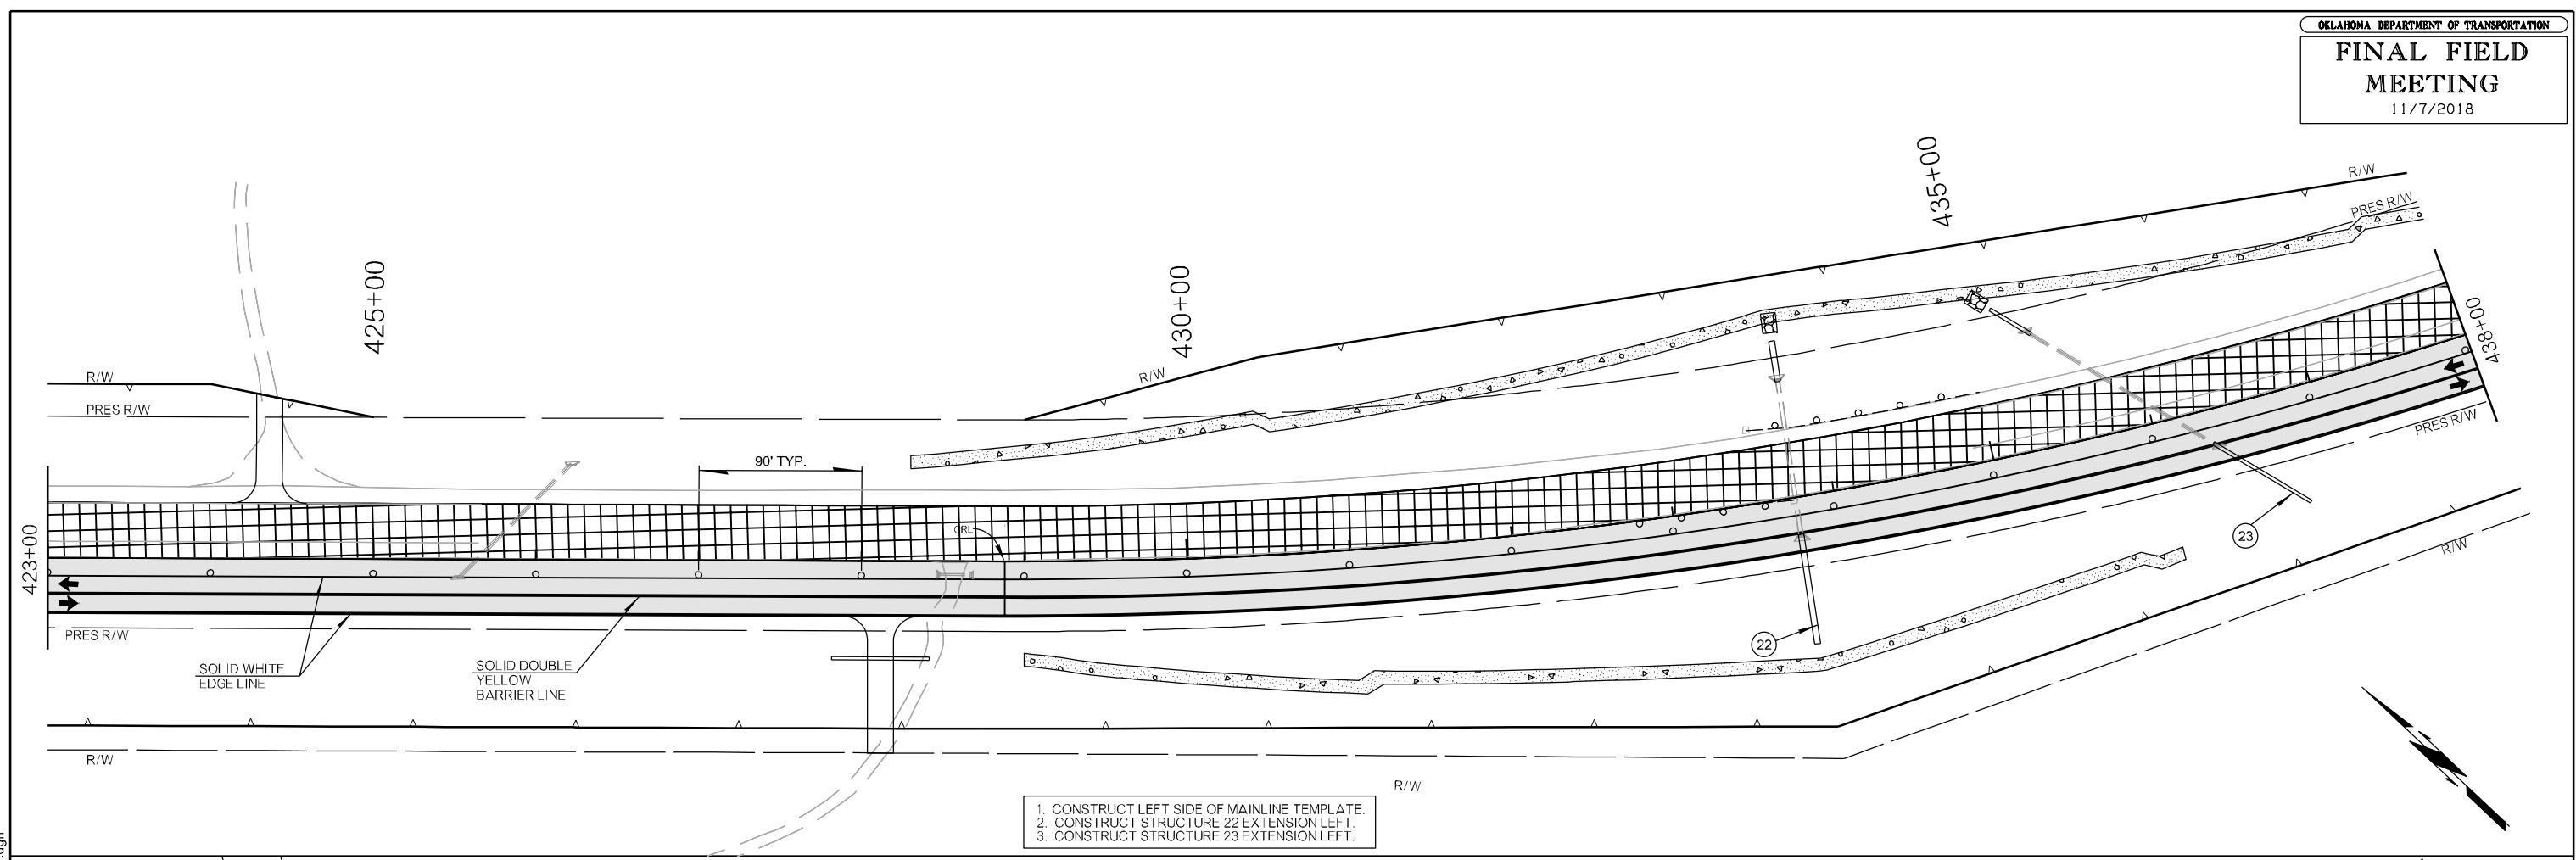 OKLAHOMA DEPARTMENT OF TRANSPORTATION
FINAL FIELD
MEETING
11/7/2018
435+00
R/W
PRES R/W
425+00
430+00
438+00
R/W
R/W
PRES R/W
PRES R/W
90' TYP.
CRL
423+00
23
R/W
22
PRES R/W
SOLID WHITE
EDGE LINE
SOLID DOUBLE
YELLOW
BARRIER LINE
R/W
R/W
1. CONSTRUCT LEFT SIDE OF MAINLINE TEMPLATE.
2. CONSTRUCT STRUCTURE 22 EXTENSION LEFT.
3. CONSTRUCT STRUCTURE 23 EXTENSION LEFT.